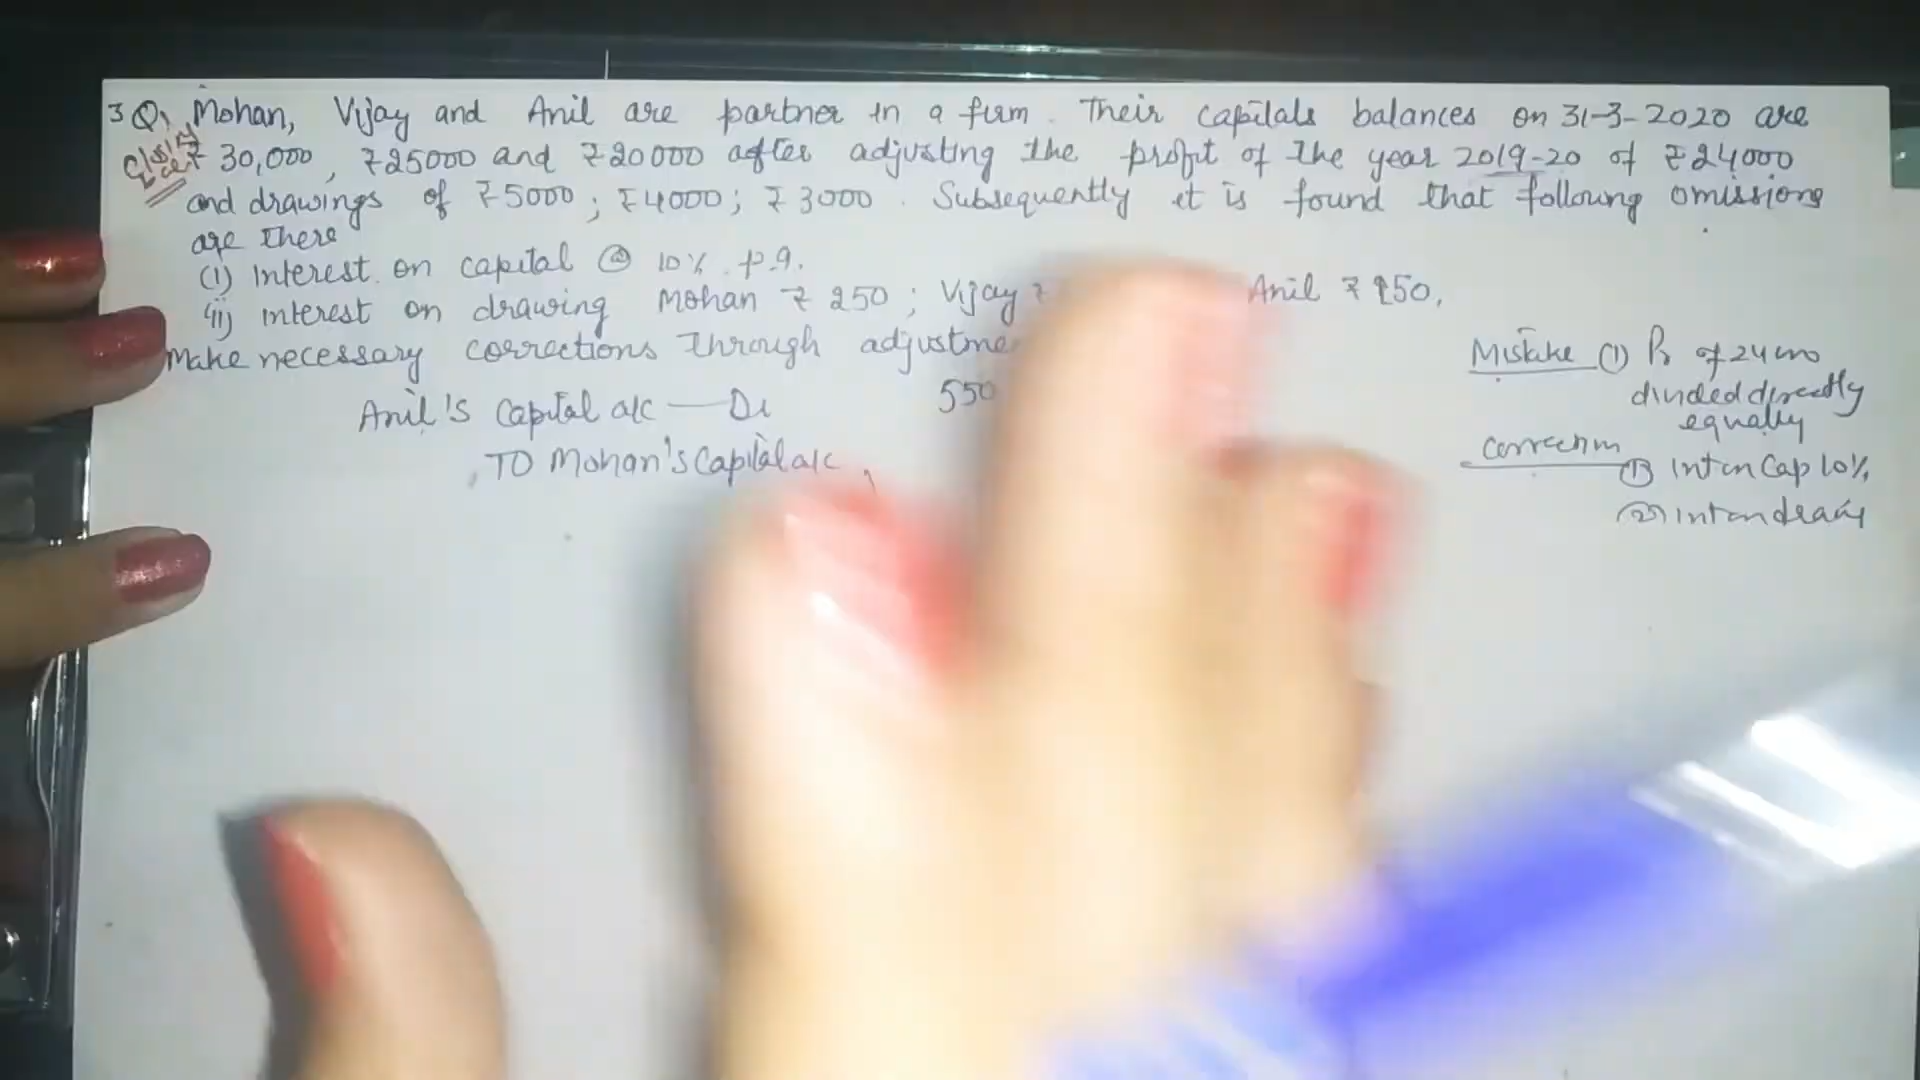 3Q, Mohan, Vijay and Anil are partner in a firm. Their capitals balances on 31-3-2020 are
₹ 30,000, ₹25000 and ₹20000 after adjusting the profit of the year 2019-20 of ₹24000
and drawings of ₹5000; ₹4000; ₹3000. Subsequently it is found that following omissions
are there
(i) Interest on capital @ 10% p.a.
(ii) interest on drawing Mohan ₹ 250; Vijay ₹ Anil ₹ 150,
Make necessary corrections through
Anil's Capital a/c — Dr 550
To Mohan's Capital a/c
Mistake (1) Pr of 24000
divided directly
equally
Correction
(1) Int on Cap 10%
(2) int on drawing